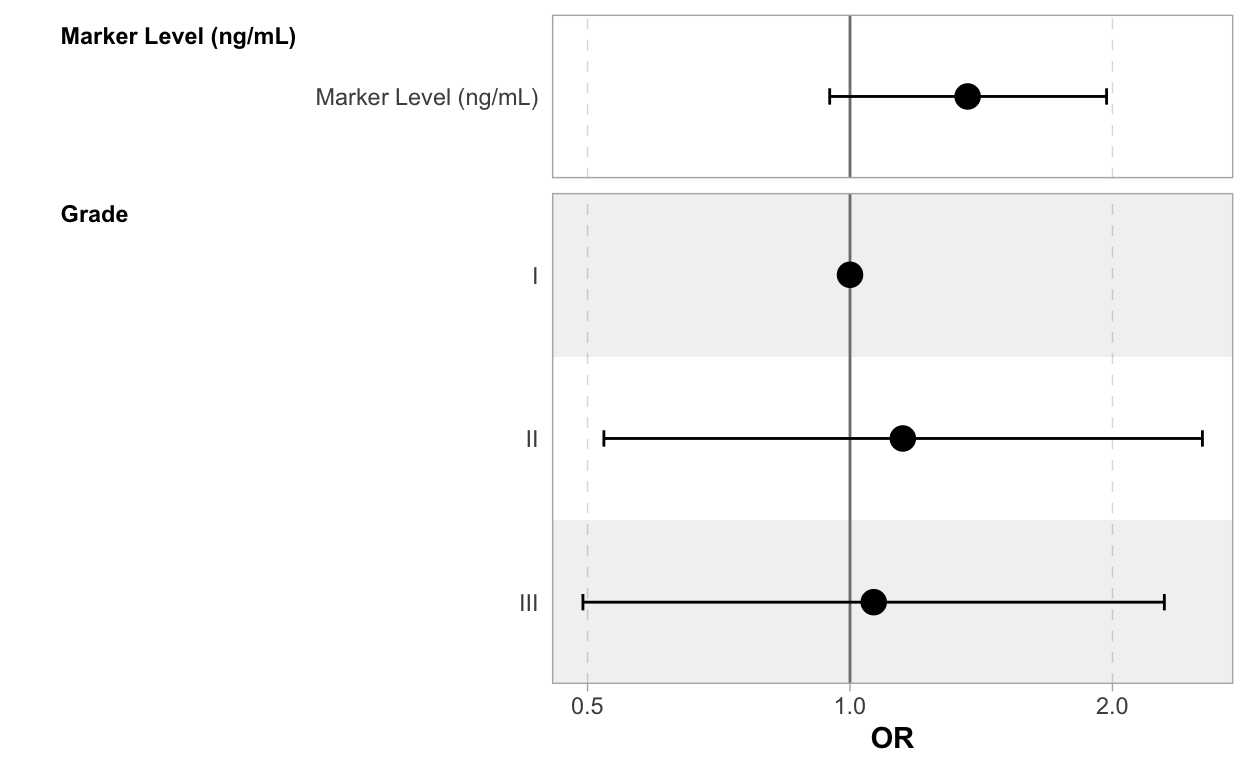 Marker Level (ng/mL)
Marker Level (ng/mL)
Grade
I
II
III
0.5 1.0 2.0
OR